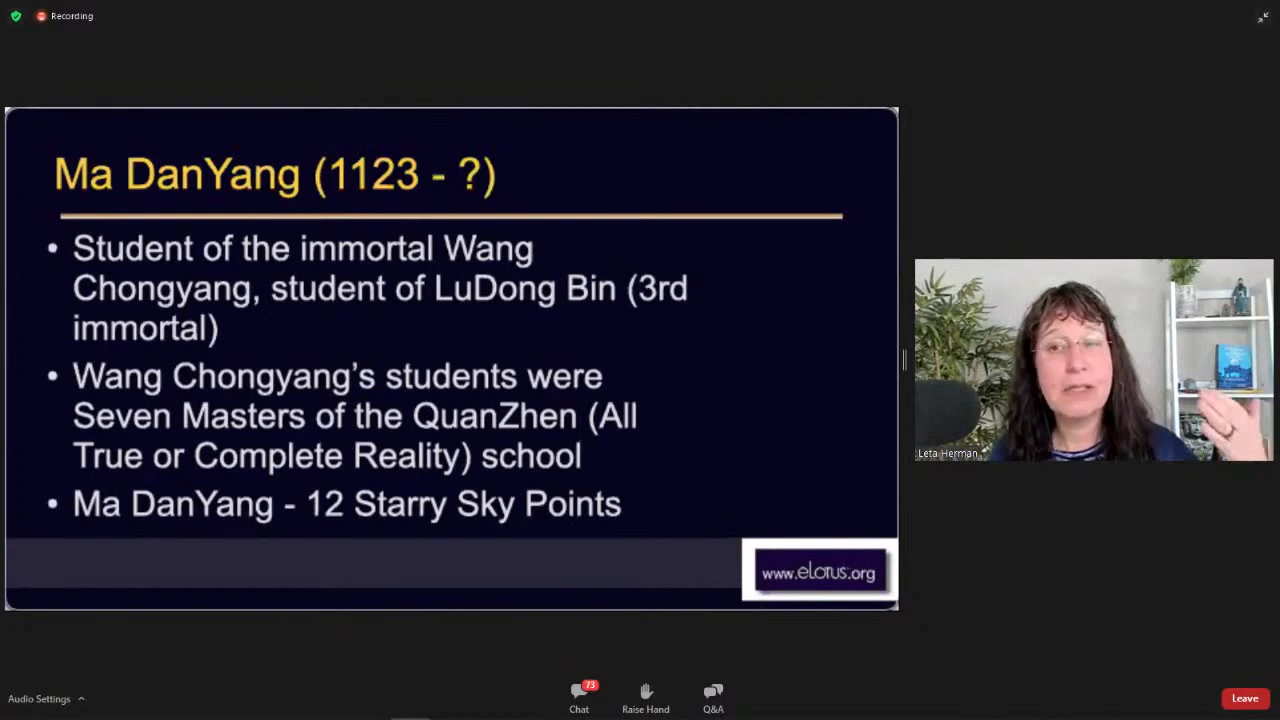 Recording
Ma DanYang (1123 - ?)
• Student of the immortal Wang
Chongyang, student of LuDong Bin (3rd
immortal)
• Wang Chongyang’s students were
Seven Masters of the QuanZhen (All
True or Complete Reality) school
• Ma DanYang - 12 Starry Sky Points
www.eLotus.org
Leta Herman
Audio Settings
73
Chat
Raise Hand
Q&A
Leave